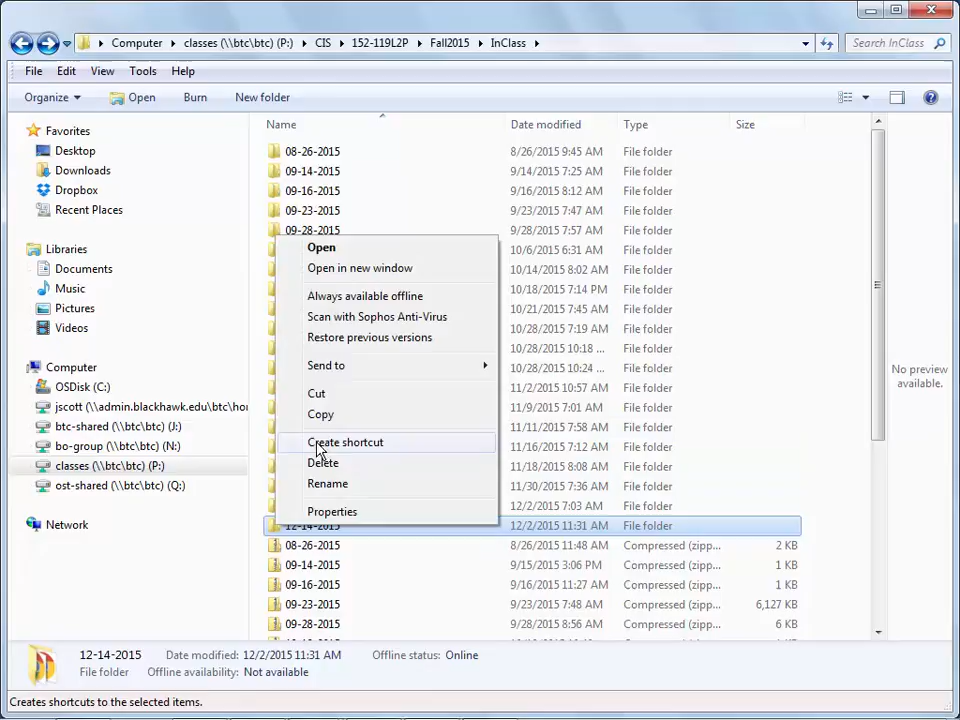 Computer classes (\\btc\btc) (P:) CIS 152-119L2P Fall2015 InClass Search InClass
File Edit View Tools Help
Organize Open Burn New folder
Favorites
Desktop
Downloads
Dropbox
Recent Places
Libraries
Documents
Music
Pictures
Videos
Computer
OSDisk (C:)
jscott (\\admin.blackhawk.edu\btc\hor
btc-shared (\\btc\btc) (J:)
bo-group (\\btc\btc) (N:)
classes (\\btc\btc) (P:)
ost-shared (\\btc\btc) (Q:)
Network
Name Date modified Type Size
08-26-2015 8/26/2015 9:45 AM File folder
09-14-2015 9/14/2015 7:25 AM File folder
09-16-2015 9/16/2015 8:12 AM File folder
09-23-2015 9/23/2015 7:47 AM File folder
09-28-2015 9/28/2015 7:57 AM File folder
10/6/2015 6:31 AM File folder
10/14/2015 8:02 AM File folder
10/18/2015 7:14 PM File folder
10/21/2015 7:45 AM File folder
10/28/2015 7:19 AM File folder
10/28/2015 10:18 ... File folder
10/28/2015 10:24 ... File folder
11/2/2015 10:57 AM File folder
11/9/2015 7:01 AM File folder
11/11/2015 7:58 AM File folder
11/16/2015 7:12 AM File folder
11/18/2015 8:08 AM File folder
11/30/2015 7:36 AM File folder
12/2/2015 7:03 AM File folder
12-14-2015 12/2/2015 11:31 AM File folder
08-26-2015 8/26/2015 11:48 AM Compressed (zipp... 2 KB
09-14-2015 9/15/2015 3:06 PM Compressed (zipp... 1 KB
09-16-2015 9/16/2015 11:27 AM Compressed (zipp... 1 KB
09-23-2015 9/23/2015 7:48 AM Compressed (zipp... 6,127 KB
09-28-2015 9/28/2015 8:56 AM Compressed (zipp... 6 KB
Open
Open in new window
Always available offline
Scan with Sophos Anti-Virus
Restore previous versions
Send to
Cut
Copy
Create shortcut
Delete
Rename
Properties
No preview
available.
12-14-2015 Date modified: 12/2/2015 11:31 AM Offline status: Online
File folder Offline availability: Not available
Creates shortcuts to the selected items.